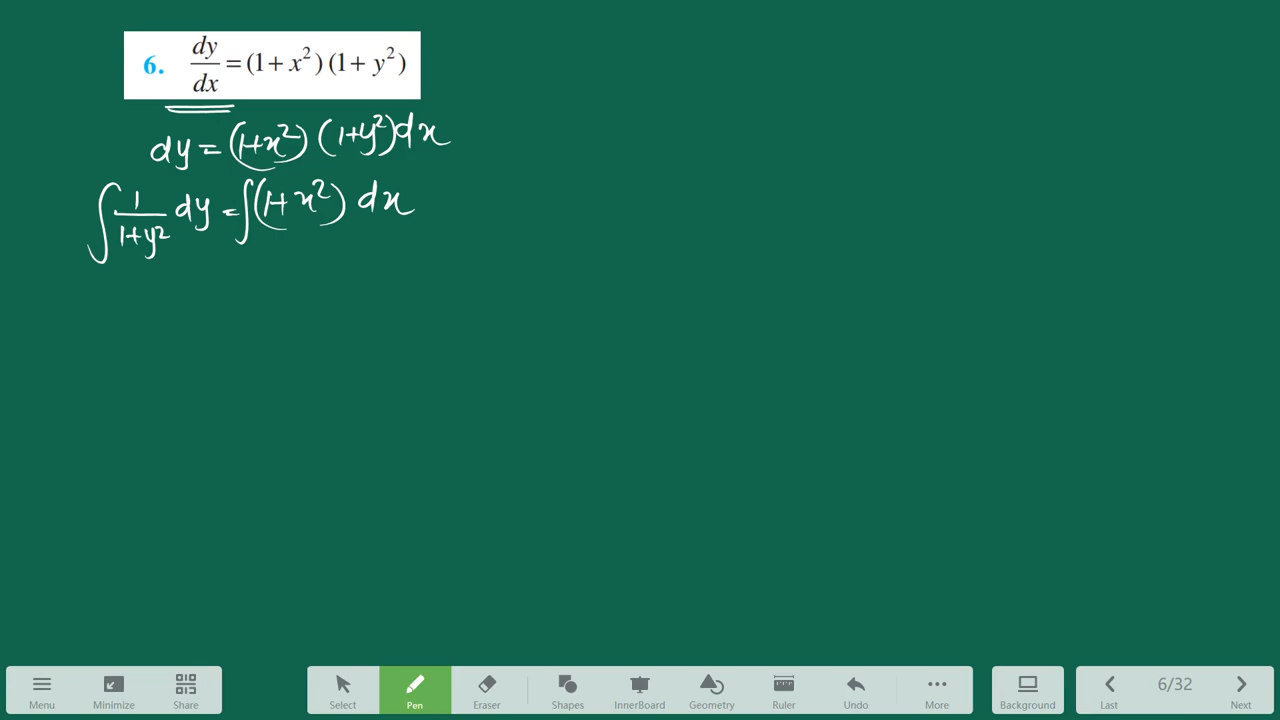 6. dy/dx = (1 + x²) (1 + y²)
dy = (1+x²) (1+y²) dx
∫ 1/(1+y²) dy = ∫ (1+x²) dx
Menu Minimize Share Select Pen Eraser Shapes InnerBoard Geometry Ruler Undo More Background Last 6/32 Next